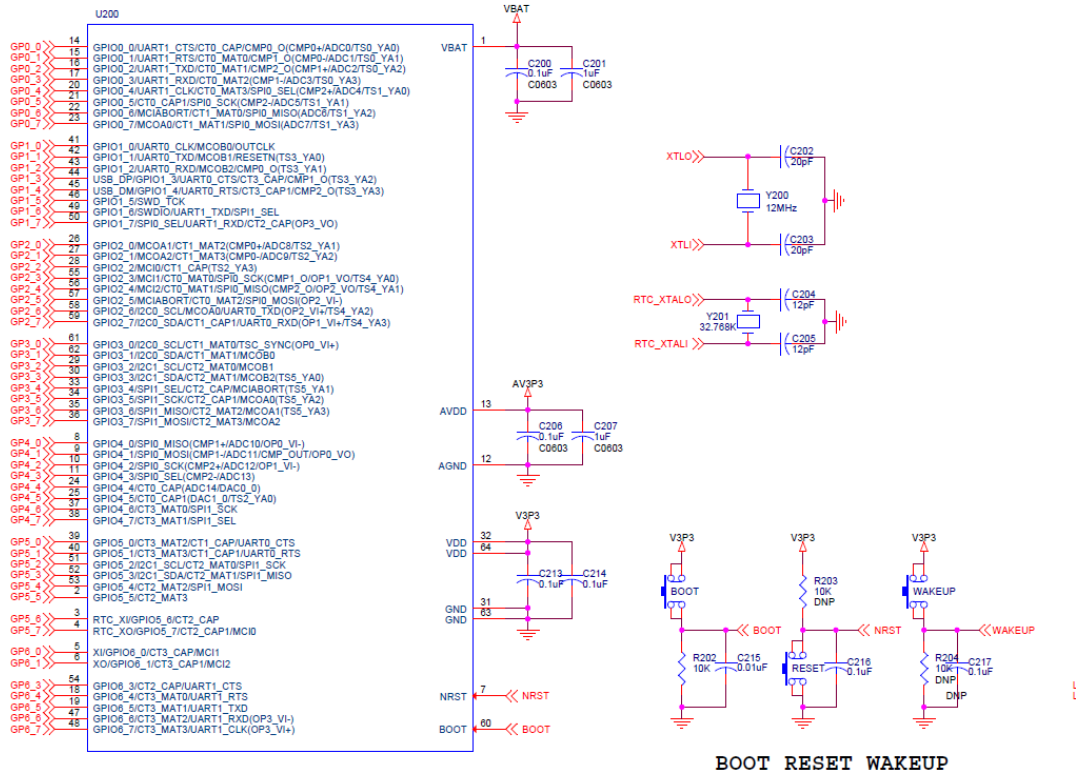 U200
VBAT
GP0_0 14 GPIO0_0/UART1_CTS/CT0_CAP/CMP0_O(CMP0+/ADC0/TS0_YA0) VBAT 1
GP0_1 15 GPIO0_1/UART1_RTS/CT0_MAT0/CMP1_O(CMP0-/ADC1/TS0_YA1)
GP0_2 16 GPIO0_2/UART1_TXD/CT0_MAT1/CMP2_O(CMP1+/ADC2/TS0_YA2)
GP0_3 17 GPIO0_3/UART1_RXD/CT0_MAT2(CMP1-/ADC3/TS0_YA3)
GP0_4 20 GPIO0_4/UART1_CLK/CT0_MAT3/SPI0_SEL(CMP2+/ADC4/TS1_YA0)
GP0_5 21 GPIO0_5/CT0_CAP1/SPI0_SCK(CMP2-/ADC5/TS1_YA1)
GP0_6 22 GPIO0_6/MCIABORT/CT1_MAT0/SPI0_MISO(ADC6/TS1_YA2)
GP0_7 23 GPIO0_7/MCOA0/CT1_MAT1/SPI0_MOSI(ADC7/TS1_YA3)
C200 0.1uF C0603
C201 1uF C0603
GP1_0 41 GPIO1_0/UART0_CLK/MCOB0/OUTCLK
GP1_1 42 GPIO1_1/UART0_TXD/MCOB1/RESETN(TS3_YA0)
GP1_2 43 GPIO1_2/UART0_RXD/MCOB2/CMP0_O(TS3_YA1)
GP1_3 44 USB_DP/GPIO1_3/UART0_CTS/CT3_CAP/CMP1_O(TS3_YA2)
GP1_4 45 USB_DM/GPIO1_4/UART0_RTS/CT3_CAP1/CMP2_O(TS3_YA3)
GP1_5 46 GPIO1_5/SWD_TCK
GP1_6 49 GPIO1_6/SWDIO/UART1_TXD/SPI1_SEL
GP1_7 50 GPIO1_7/SPI0_SEL/UART1_RXD/CT2_CAP(OP3_VO)
XTLO
C202 20pF
Y200 12MHz
XTLI
C203 20pF
GP2_0 26 GPIO2_0/MCOA1/CT1_MAT2(CMP0+/ADC8/TS2_YA1)
GP2_1 27 GPIO2_1/MCOA2/CT1_MAT3(CMP0-/ADC9/TS2_YA2)
GP2_2 28 GPIO2_2/MCI0/CT1_CAP(TS2_YA3)
GP2_3 55 GPIO2_3/MCI1/CT0_MAT0/SPI0_SCK(CMP1_O/OP1_VO/TS4_YA0)
GP2_4 56 GPIO2_4/MCI2/CT0_MAT1/SPI0_MISO(CMP2_O/OP2_VO/TS4_YA1)
GP2_5 57 GPIO2_5/MCIABORT/CT0_MAT2/SPI0_MOSI(OP2_VI-)
GP2_6 58 GPIO2_6/I2C0_SCL/MCOA0/UART0_TXD(OP2_VI+/TS4_YA2)
GP2_7 59 GPIO2_7/I2C0_SDA/CT1_CAP1/UART0_RXD(OP1_VI+/TS4_YA3)
RTC_XTALO
C204 12pF
Y201 32.768K
RTC_XTALI
C205 12pF
GP3_0 61 GPIO3_0/I2C0_SCL/CT1_MAT0/TSC_SYNC(OP0_VI+)
GP3_1 62 GPIO3_1/I2C0_SDA/CT1_MAT1/MCOB0
GP3_2 29 GPIO3_2/I2C1_SCL/CT2_MAT0/MCOB1
GP3_3 30 GPIO3_3/I2C1_SDA/CT2_MAT1/MCOB2(TS5_YA0)
GP3_4 33 GPIO3_4/SPI1_SEL/CT2_CAP/MCIABORT(TS5_YA1)
GP3_5 34 GPIO3_5/SPI1_SCK/CT2_CAP1/MCOA0(TS5_YA2)
GP3_6 35 GPIO3_6/SPI1_MISO/CT2_MAT2/MCOA1(TS5_YA3)
GP3_7 36 GPIO3_7/SPI1_MOSI/CT2_MAT3/MCOA2
AV3P3
AVDD 13
C206 0.1uF C0603
C207 1uF C0603
AGND 12
GP4_0 8 GPIO4_0/SPI0_MISO(CMP1+/ADC10/OP0_VI-)
GP4_1 9 GPIO4_1/SPI0_MOSI(CMP1-/ADC11/CMP_OUT/OP0_VO)
GP4_2 10 GPIO4_2/SPI0_SCK(CMP2+/ADC12/OP1_VI-)
GP4_3 11 GPIO4_3/SPI0_SEL(CMP2-/ADC13)
GP4_4 24 GPIO4_4/CT0_CAP(ADC14/DAC0_0)
GP4_5 25 GPIO4_5/CT0_CAP1(DAC1_0/TS2_YA0)
GP4_6 37 GPIO4_6/CT3_MAT0/SPI1_SCK
GP4_7 38 GPIO4_7/CT3_MAT1/SPI1_SEL
V3P3
GP5_0 39 GPIO5_0/CT3_MAT2/CT1_CAP/UART0_CTS VDD 32
GP5_1 40 GPIO5_1/CT3_MAT3/CT1_CAP1/UART0_RTS VDD 64
GP5_2 51 GPIO5_2/I2C1_SCL/CT2_MAT0/SPI1_SCK
GP5_3 52 GPIO5_3/I2C1_SDA/CT2_MAT1/SPI1_MISO
GP5_4 53 GPIO5_4/CT2_MAT2/SPI1_MOSI
GP5_5 2 GPIO5_5/CT2_MAT3
C213 0.1uF
C214 0.1uF
GND 31
GND 63
GP5_6 3 RTC_XI/GPIO5_6/CT2_CAP
GP5_7 4 RTC_XO/GPIO5_7/CT2_CAP1/MCI0
GP6_0 5 XI/GPIO6_0/CT3_CAP/MCI1
GP6_1 6 XO/GPIO6_1/CT3_CAP1/MCI2
GP6_3 54 GPIO6_3/CT2_CAP/UART1_CTS
GP6_4 18 GPIO6_4/CT3_MAT0/UART1_RTS NRST 7 NRST
GP6_5 19 GPIO6_5/CT3_MAT1/UART1_TXD
GP6_6 47 GPIO6_6/CT3_MAT2/UART1_RXD(OP3_VI-)
GP6_7 48 GPIO6_7/CT3_MAT3/UART1_CLK(OP3_VI+) BOOT 60 BOOT
V3P3 V3P3 V3P3
BOOT
R203 10K DNP
WAKEUP
BOOT NRST WAKEUP
R202 10K
C215 0.01uF
RESET
C216 0.1uF
R204 10K DNP
C217 0.1uF
DNP
BOOT RESET WAKEUP